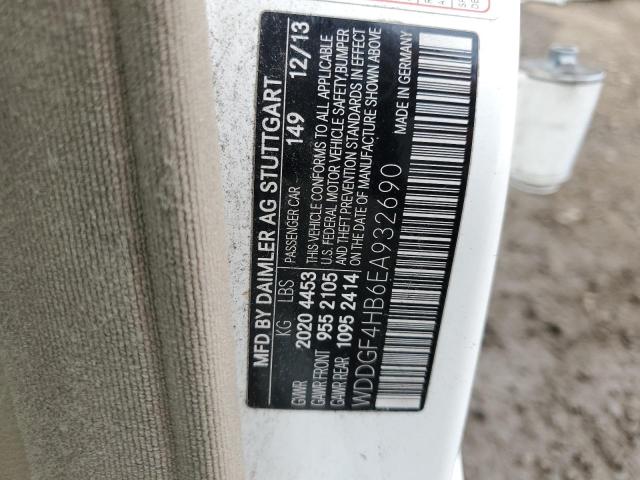 MFD BY DAIMLER AG STUTTGART
KG LBS PASSENGER CAR 149 12/13
GVWR 2020 4453 THIS VEHICLE CONFORMS TO ALL APPLICABLE
GAWR FRONT 955 2105 U.S. FEDERAL MOTOR VEHICLE SAFETY,BUMPER
GAWR REAR 1095 2414 AND THEFT PREVENTION STANDARDS IN EFFECT
ON THE DATE OF MANUFACTURE SHOWN ABOVE
WDDGF4HB6EA932690 MADE IN GERMANY